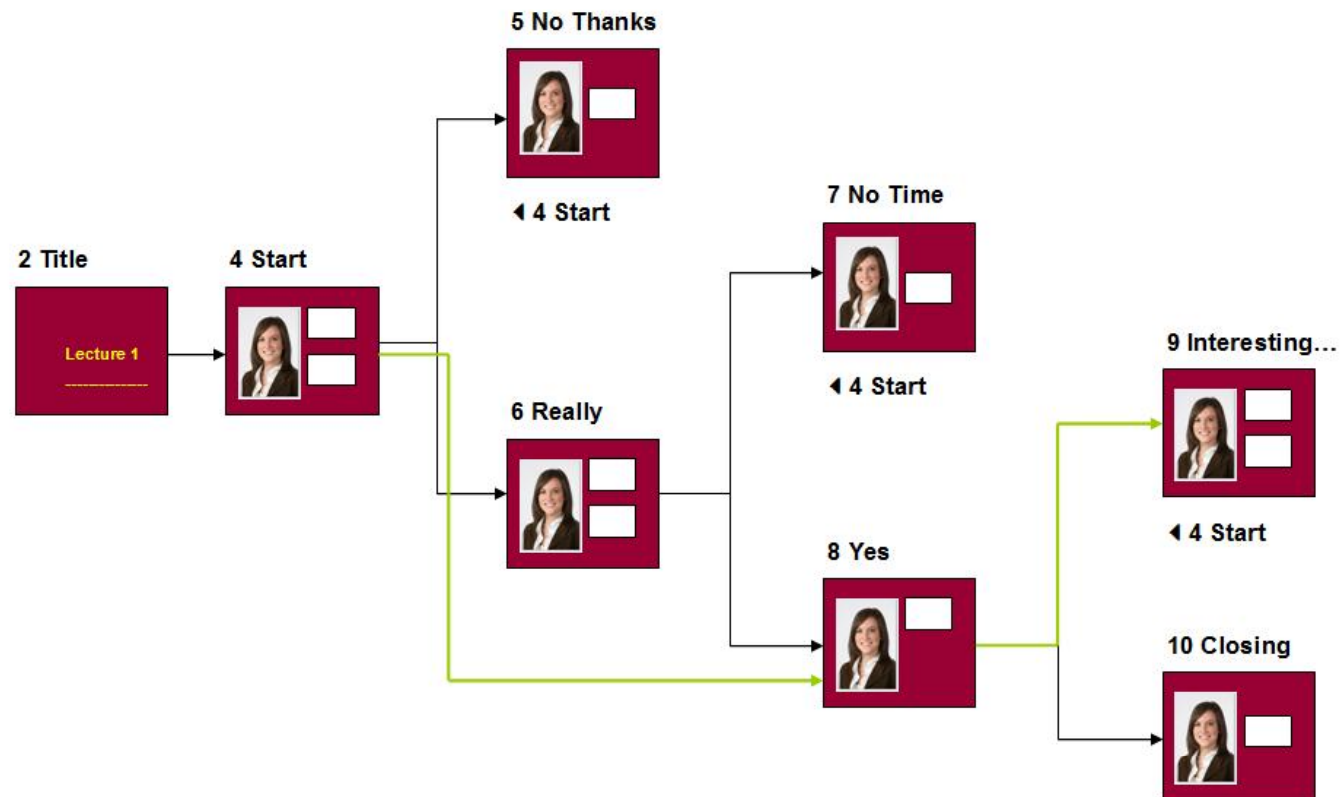 5 No Thanks
◀ 4 Start
7 No Time
2 Title
4 Start
Lecture 1
---------------
◀ 4 Start
9 Interesting...
6 Really
8 Yes
◀ 4 Start
10 Closing